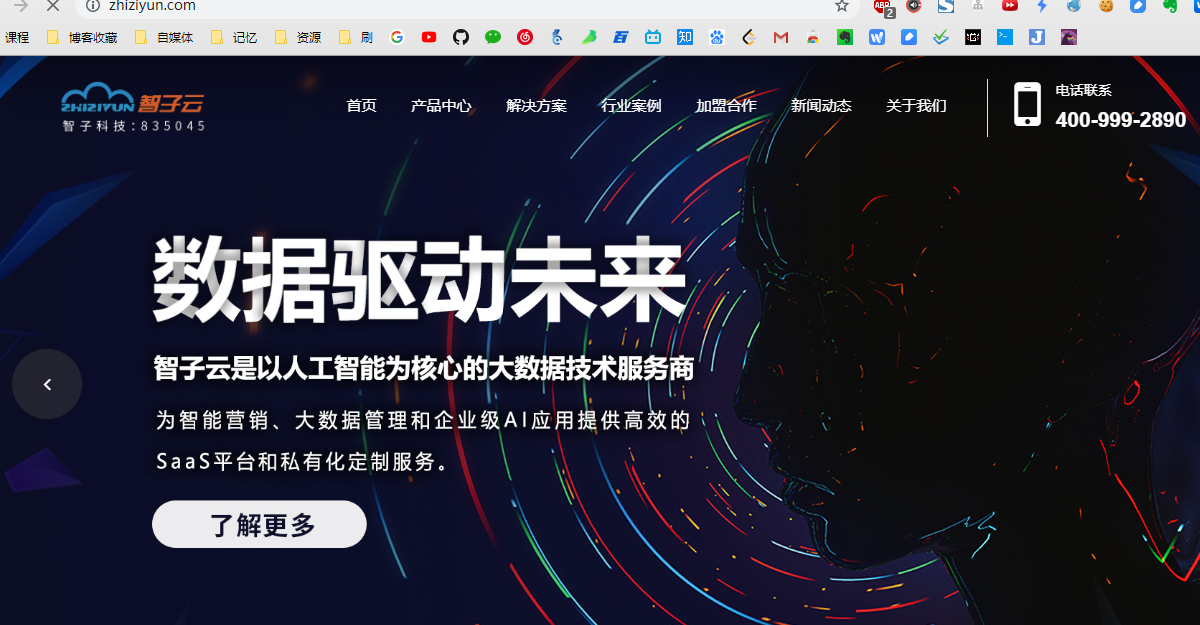 zhiziyun.com
ABP
2
课程 博客收藏 自媒体 记忆 资源 刷
ZHIZIYUN 智子云
智子科技:835045
首页 产品中心 解决方案 行业案例 加盟合作 新闻动态 关于我们
电话联系
400-999-2890
数据驱动未来
智子云是以人工智能为核心的大数据技术服务商
为智能营销、大数据管理和企业级AI应用提供高效的
SaaS平台和私有化定制服务。
了解更多